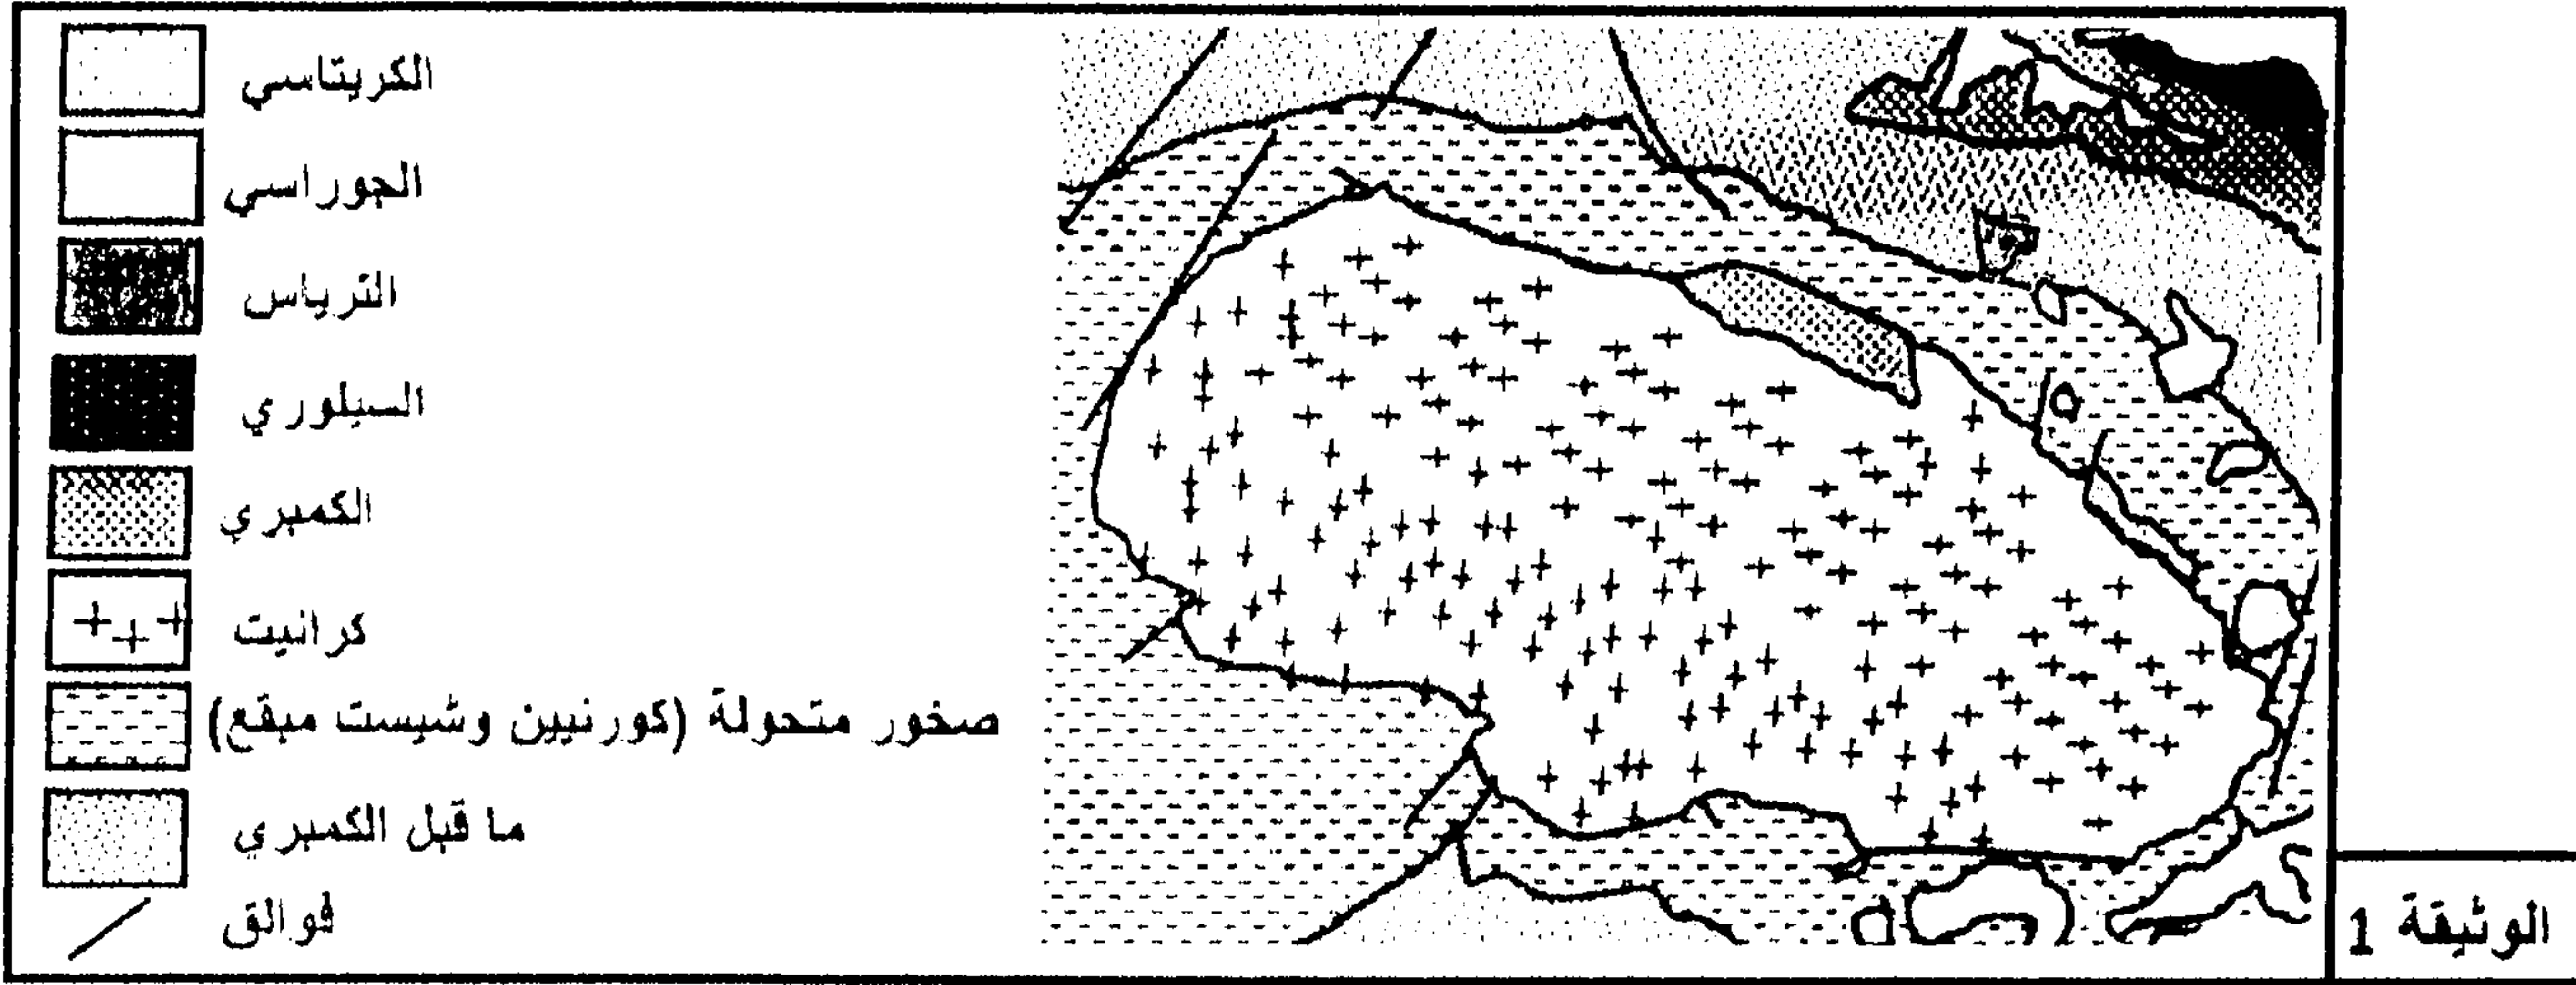 الكريتاسي
الجوراسي
الترياس
السيلوري
الكمبري
كرانيت
صخور متحولة (كورنيين وشيست مبقع)
ما قبل الكمبري
فوالق
الوثيقة 1